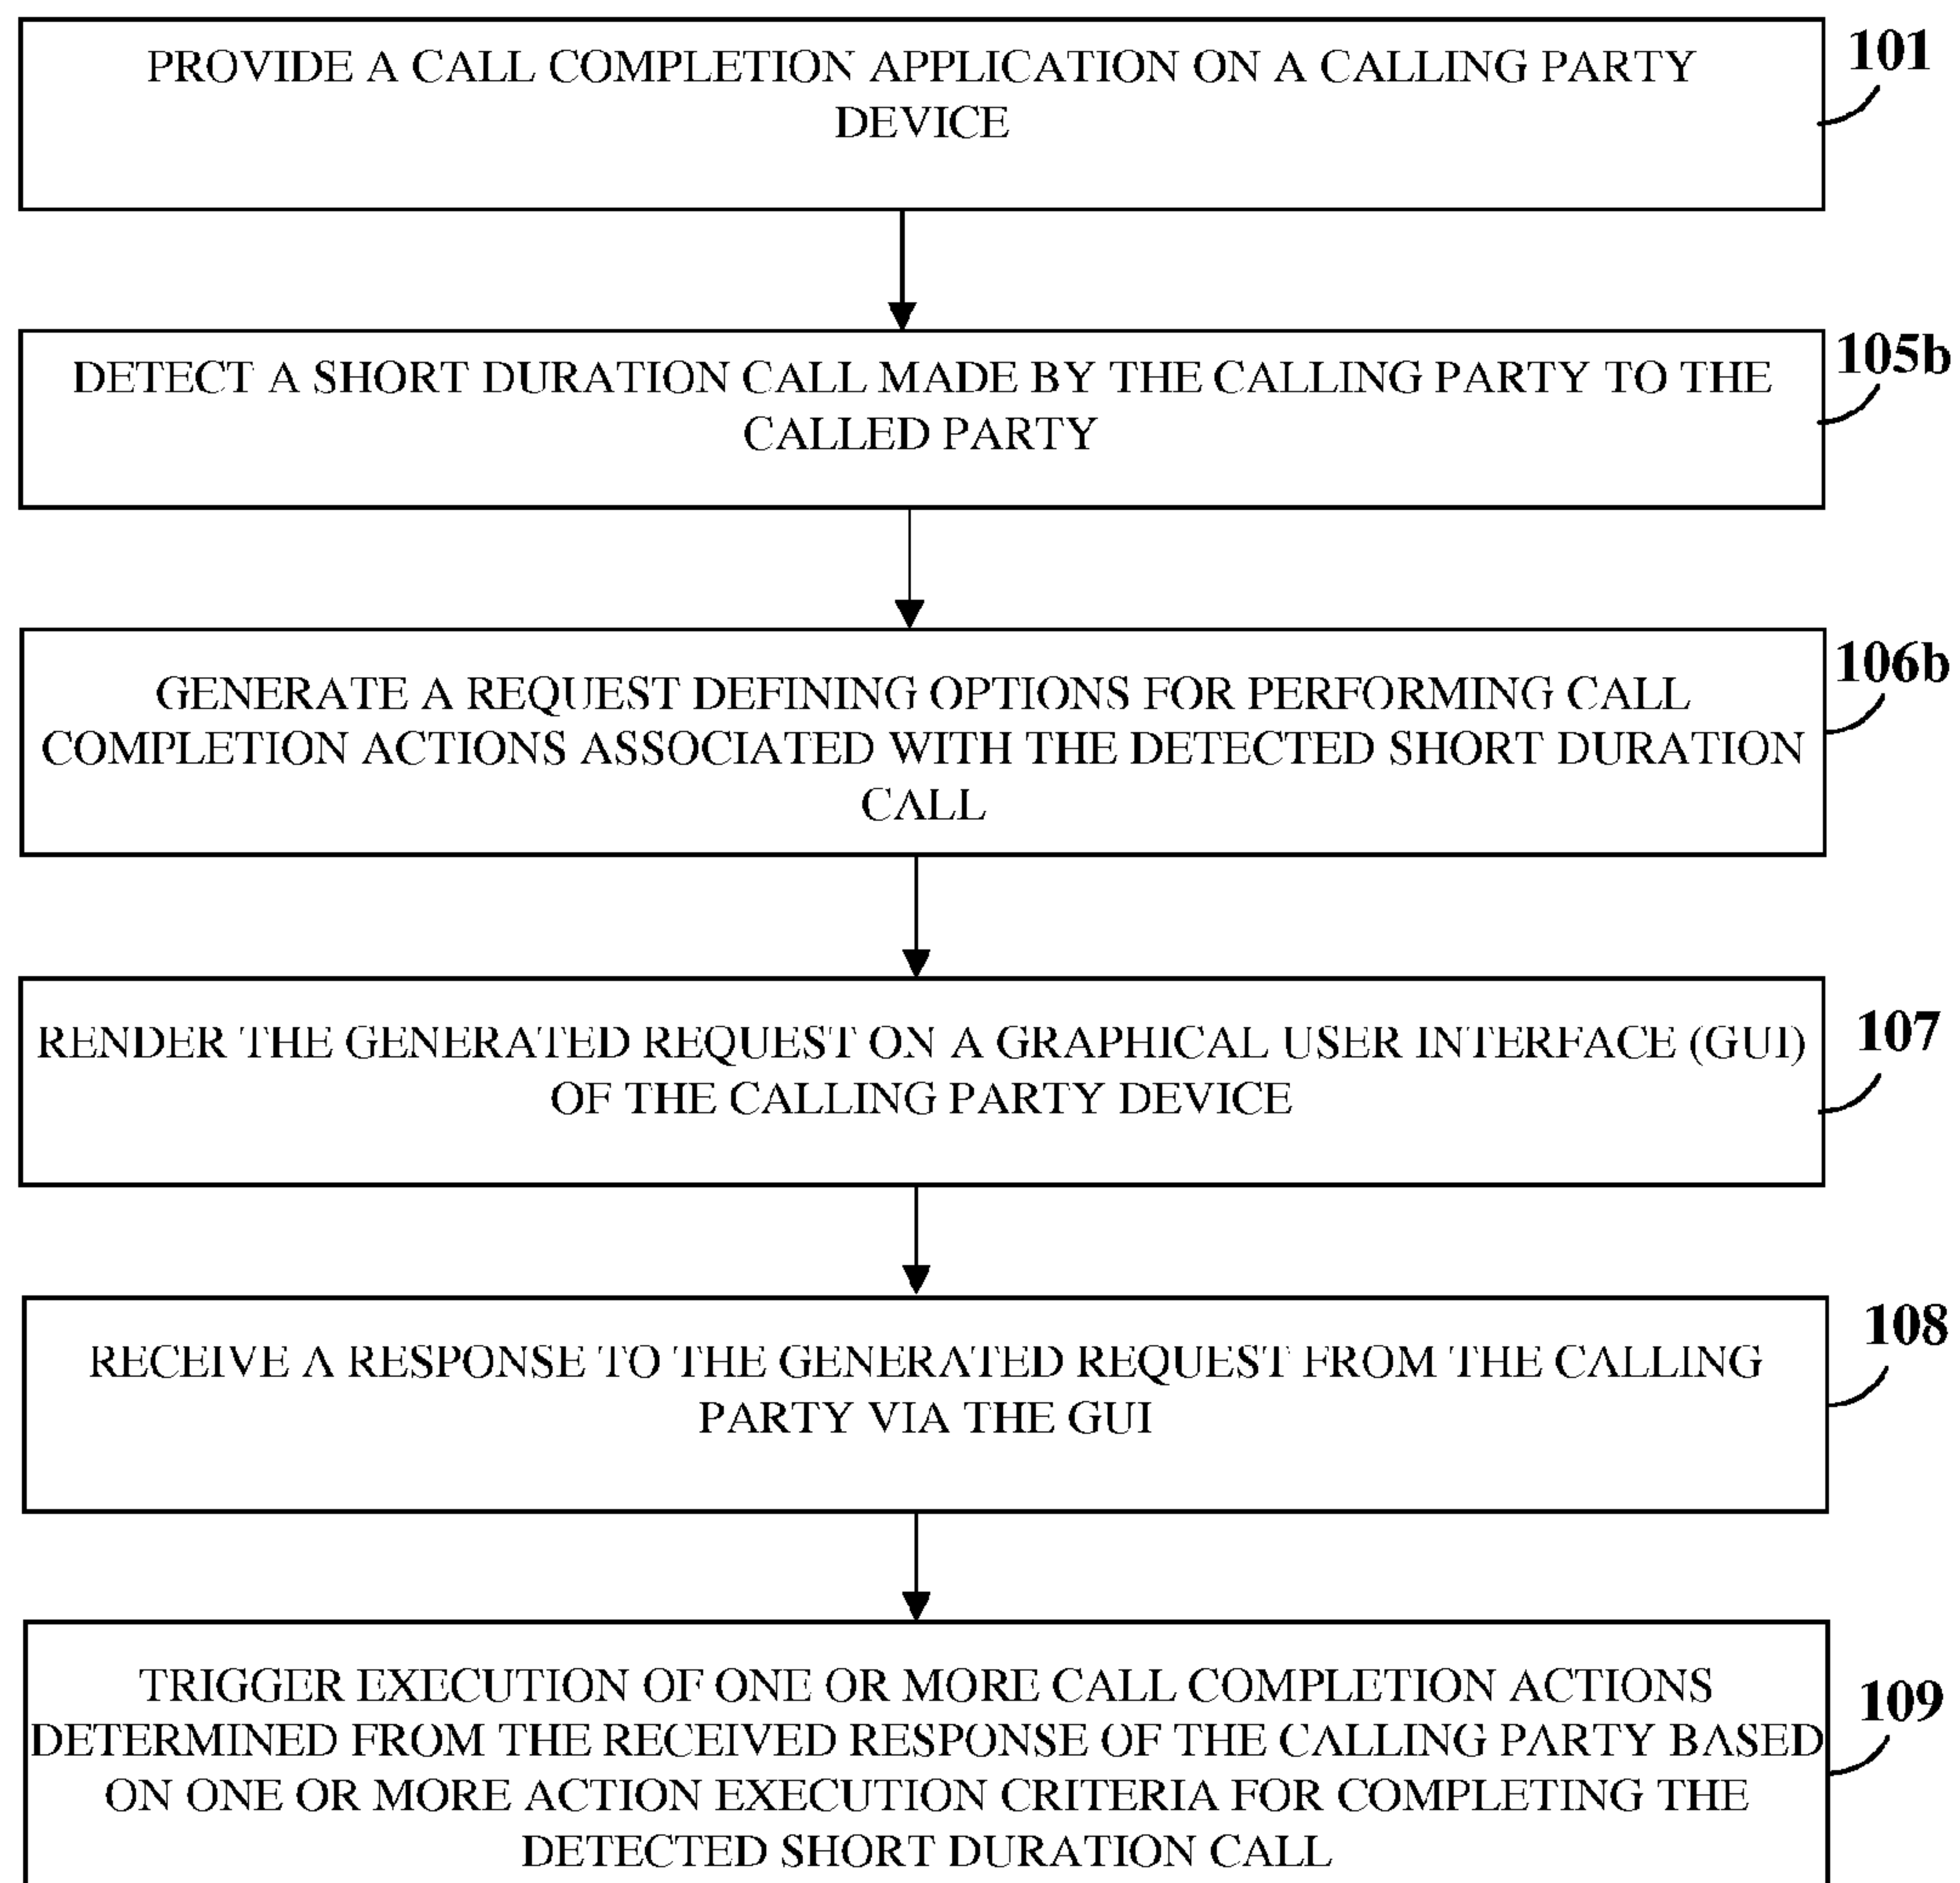 PROVIDE A CALL COMPLETION APPLICATION ON A CALLING PARTY
DEVICE
101
DETECT A SHORT DURATION CALL MADE BY THE CALLING PARTY TO THE
CALLED PARTY
105b
GENERATE A REQUEST DEFINING OPTIONS FOR PERFORMING CALL
COMPLETION ACTIONS ASSOCIATED WITH THE DETECTED SHORT DURATION
CALL
106b
RENDER THE GENERATED REQUEST ON A GRAPHICAL USER INTERFACE (GUI)
OF THE CALLING PARTY DEVICE
107
RECEIVE A RESPONSE TO THE GENERATED REQUEST FROM THE CALLING
PARTY VIA THE GUI
108
TRIGGER EXECUTION OF ONE OR MORE CALL COMPLETION ACTIONS
DETERMINED FROM THE RECEIVED RESPONSE OF THE CALLING PARTY BASED
ON ONE OR MORE ACTION EXECUTION CRITERIA FOR COMPLETING THE
DETECTED SHORT DURATION CALL
109